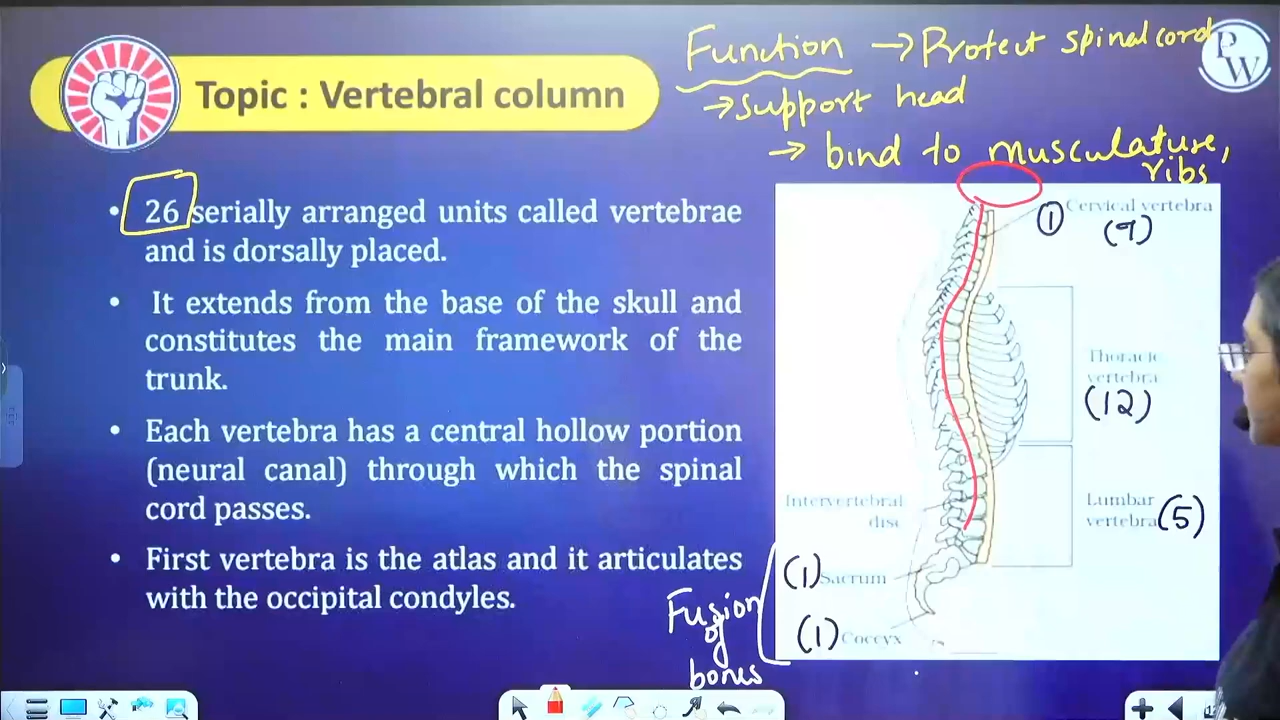 Function → Protect spinal cord
→ support head
→ bind to musculature,
ribs
PW
Topic : Vertebral column
• 26 serially arranged units called vertebrae
and is dorsally placed.
• It extends from the base of the skull and
constitutes the main framework of the
trunk.
• Each vertebra has a central hollow portion
(neural canal) through which the spinal
cord passes.
• First vertebra is the atlas and it articulates
with the occipital condyles.
Cervical vertebra
① (7)
Thoracic
vertebra
(12)
Intervertebral
disc
Lumbar
vertebra (5)
(1) Sacrum
(1) Coccyx
Fusion
of
bones